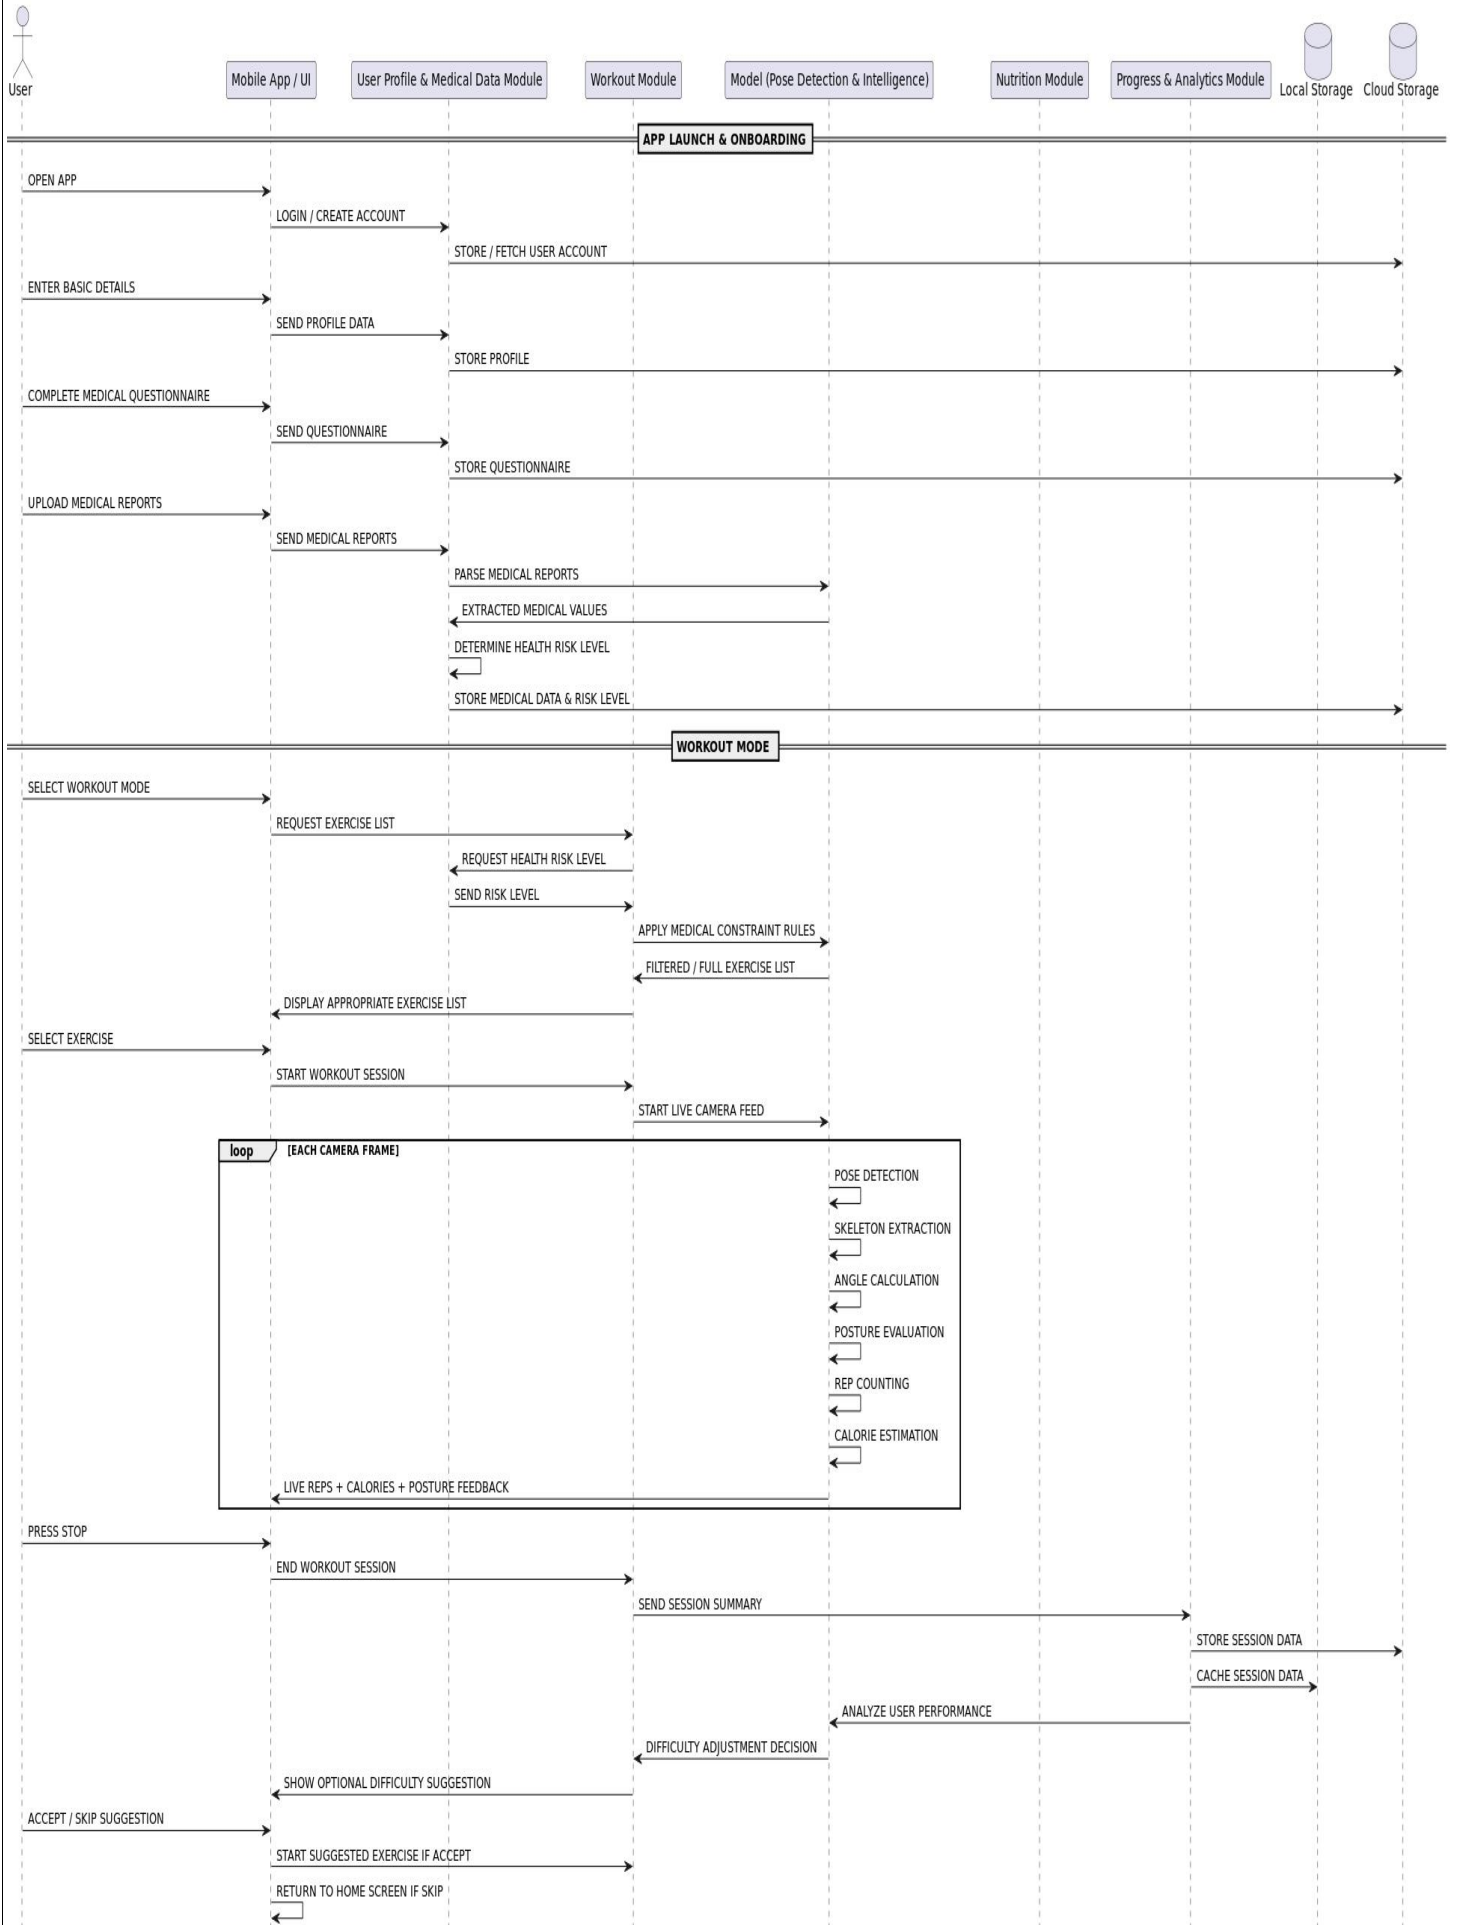 User
Mobile App / UI
User Profile & Medical Data Module
Workout Module
Model (Pose Detection & Intelligence)
Nutrition Module
Progress & Analytics Module
Local Storage
Cloud Storage
APP LAUNCH & ONBOARDING
OPEN APP
LOGIN / CREATE ACCOUNT
STORE / FETCH USER ACCOUNT
ENTER BASIC DETAILS
SEND PROFILE DATA
STORE PROFILE
COMPLETE MEDICAL QUESTIONNAIRE
SEND QUESTIONNAIRE
STORE QUESTIONNAIRE
UPLOAD MEDICAL REPORTS
SEND MEDICAL REPORTS
PARSE MEDICAL REPORTS
EXTRACTED MEDICAL VALUES
DETERMINE HEALTH RISK LEVEL
STORE MEDICAL DATA & RISK LEVEL
WORKOUT MODE
SELECT WORKOUT MODE
REQUEST EXERCISE LIST
REQUEST HEALTH RISK LEVEL
SEND RISK LEVEL
APPLY MEDICAL CONSTRAINT RULES
FILTERED / FULL EXERCISE LIST
DISPLAY APPROPRIATE EXERCISE LIST
SELECT EXERCISE
START WORKOUT SESSION
START LIVE CAMERA FEED
loop [EACH CAMERA FRAME]
POSE DETECTION
SKELETON EXTRACTION
ANGLE CALCULATION
POSTURE EVALUATION
REP COUNTING
CALORIE ESTIMATION
LIVE REPS + CALORIES + POSTURE FEEDBACK
PRESS STOP
END WORKOUT SESSION
SEND SESSION SUMMARY
STORE SESSION DATA
CACHE SESSION DATA
ANALYZE USER PERFORMANCE
DIFFICULTY ADJUSTMENT DECISION
SHOW OPTIONAL DIFFICULTY SUGGESTION
ACCEPT / SKIP SUGGESTION
START SUGGESTED EXERCISE IF ACCEPT
RETURN TO HOME SCREEN IF SKIP